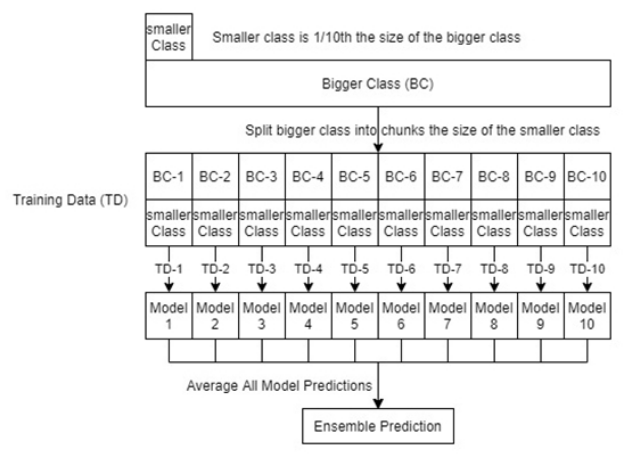 smaller
Class
Smaller class is 1/10th the size of the bigger class
Bigger Class (BC)
Split bigger class into chunks the size of the smaller class
Training Data (TD)
BC-1 BC-2 BC-3 BC-4 BC-5 BC-6 BC-7 BC-8 BC-9 BC-10
smaller smaller smaller smaller smaller smaller smaller smaller smaller smaller
Class Class Class Class Class Class Class Class Class Class
TD-1 TD-2 TD-3 TD-4 TD-5 TD-6 TD-7 TD-8 TD-9 TD-10
Model Model Model Model Model Model Model Model Model Model
1 2 3 4 5 6 7 8 9 10
Average All Model Predictions
Ensemble Prediction